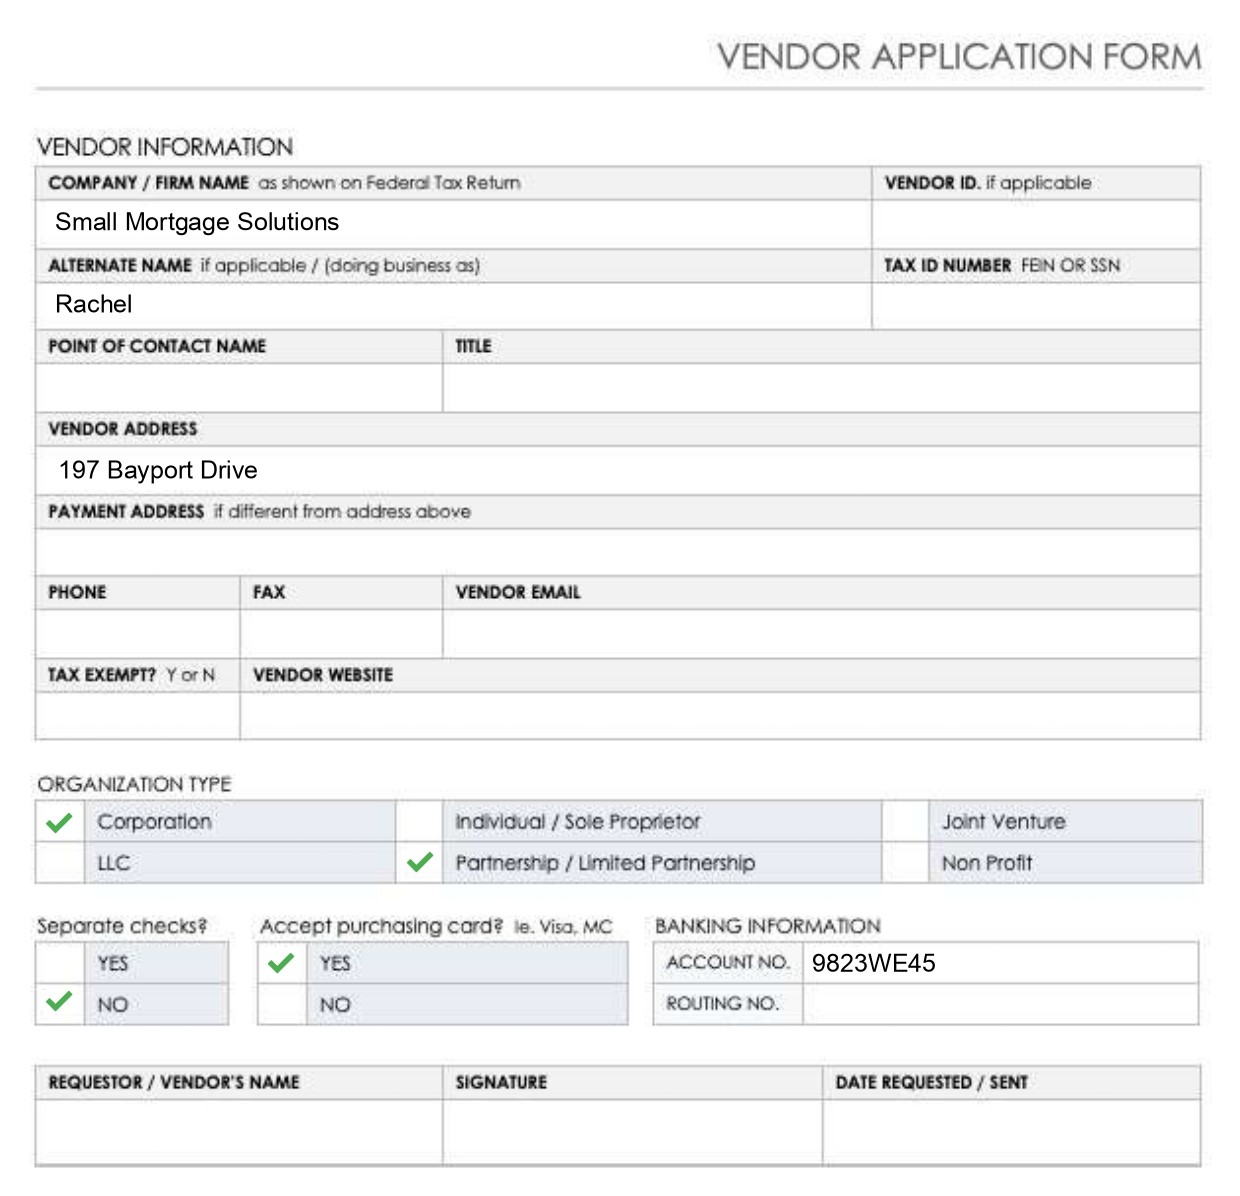 VENDOR APPLICATION FORM
VENDOR INFORMATION
COMPANY / FIRM NAME as shown on Federal Tax Return
VENDOR ID. if applicable
Small Mortgage Solutions
ALTERNATE NAME if applicable / (doing business as)
TAX ID NUMBER FEIN OR SSN
Rachel
POINT OF CONTACT NAME
TITLE
VENDOR ADDRESS
197 Bayport Drive
PAYMENT ADDRESS if different from address above
PHONE
FAX
VENDOR EMAIL
TAX EXEMPT? Y or N
VENDOR WEBSITE
ORGANIZATION TYPE
Corporation
Individual / Sole Proprietor
Joint Venture
LLC
Partnership / Limited Partnership
Non Profit
Separate checks?
YES
NO
Accept purchasing card? Ie. Visa, MC
YES
NO
BANKING INFORMATION
ACCOUNT NO. 9823WE45
ROUTING NO.
REQUESTOR / VENDOR'S NAME
SIGNATURE
DATE REQUESTED / SENT